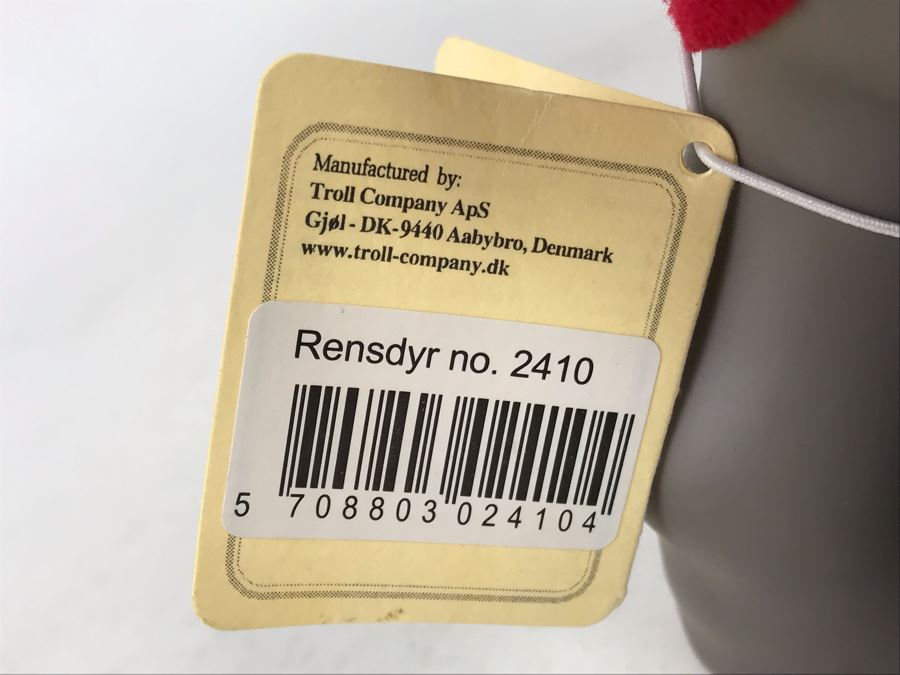 Manufactured by:
Troll Company ApS
Gjøl - DK-9440 Aabybro, Denmark
www.troll-company.dk
Rensdyr no. 2410
5 708803 024104